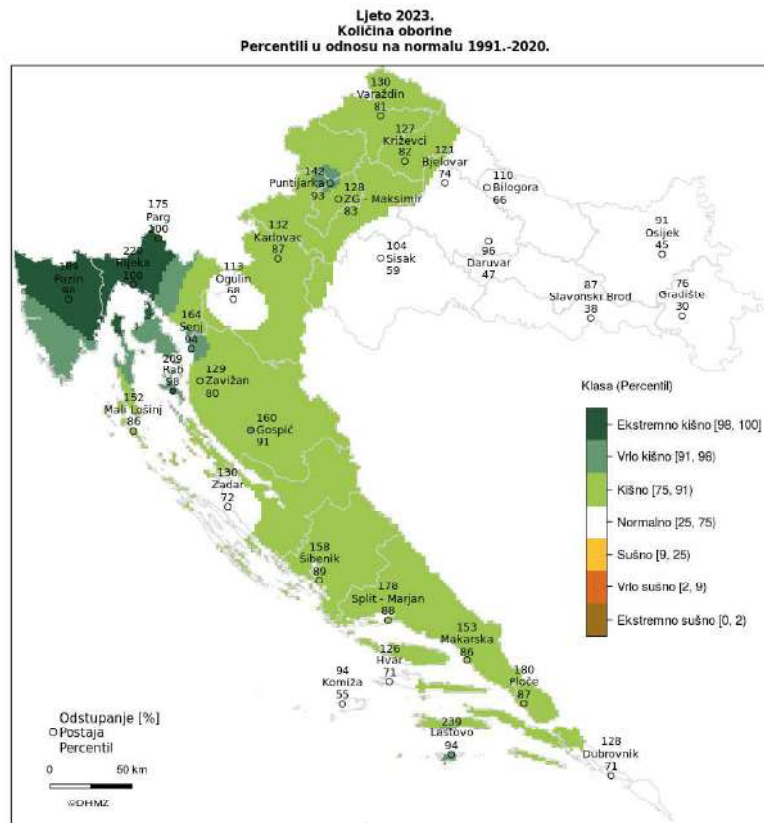 Ljeto 2023.
Količina oborine
Percentili u odnosu na normalu 1991.-2020.
130
Varaždin
81
127
Križevci
82
121
Bjelovar
74
142
Puntijarka
93
128
ZG - Maksimir
83
110
Bilogora
66
175
Parg
100
Rijeka
100
Pazin
98
132
Karlovac
87
113
Ogulin
68
104
Sisak
59
96
Daruvar
47
91
Osijek
45
87
Slavonski Brod
38
76
Gradište
30
164
Senj
94
209
Rab
98
129
Zavižan
80
152
Mali Lošinj
86
160
Gospić
91
130
Zadar
72
158
Šibenik
89
178
Split - Marjan
88
153
Makarska
86
126
Hvar
71
94
Komiža
55
180
Ploče
87
239
Lastovo
94
128
Dubrovnik
71
Klasa (Percentil)
Ekstremno kišno [98, 100]
Vrlo kišno [91, 98)
Kišno [75, 91)
Normalno [25, 75)
Sušno [9, 25)
Vrlo sušno [2, 9)
Ekstremno sušno [0, 2)
Odstupanje [%]
Postaja
Percentil
0 50 km
©DHMZ